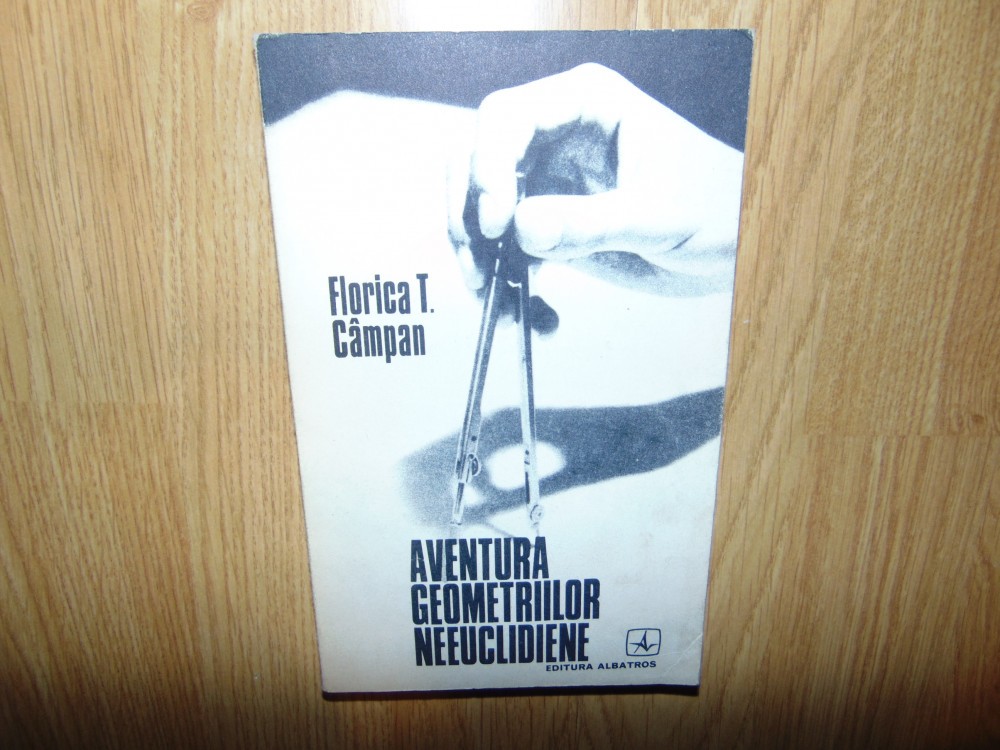 Florica T.
Câmpan
AVENTURA
GEOMETRIILOR
NEEUCLIDIENE
EDITURA ALBATROS